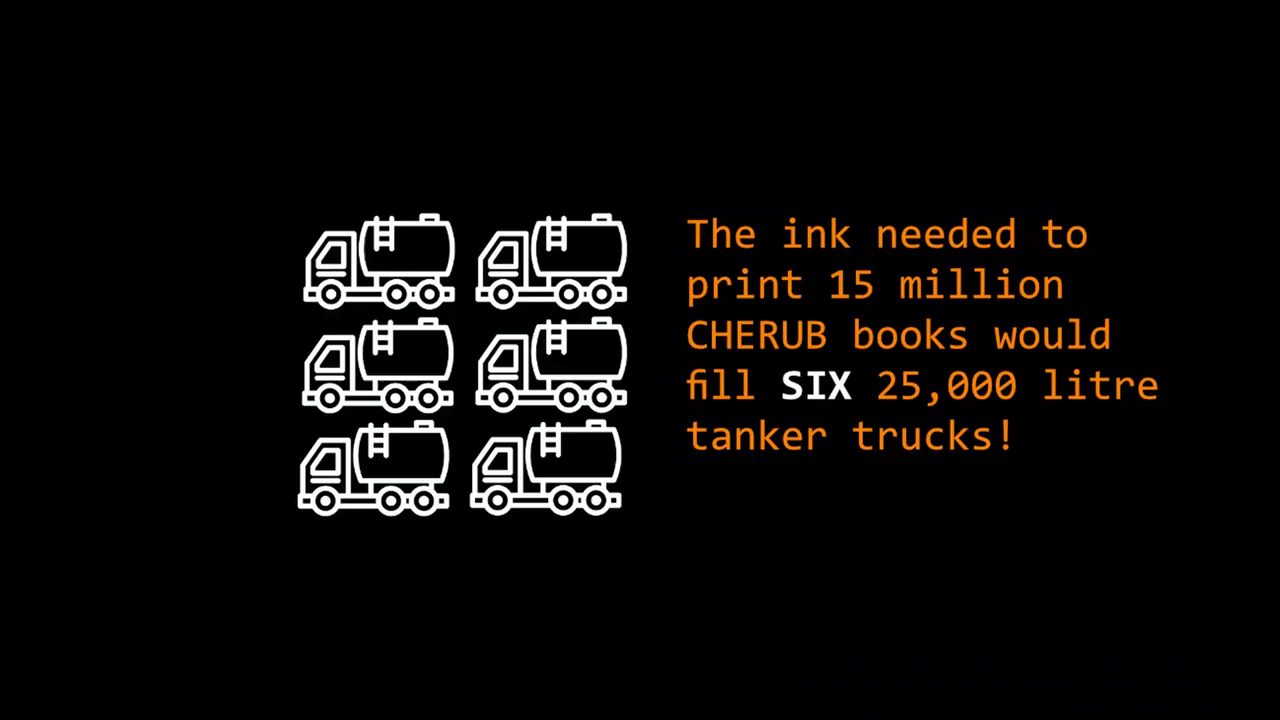 The ink needed to
print 15 million
CHERUB books would
fill SIX 25,000 litre
tanker trucks!